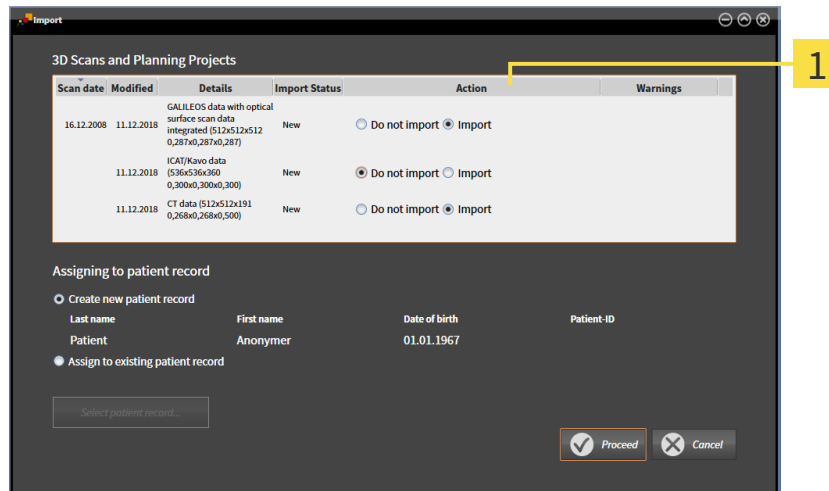 Import
3D Scans and Planning Projects
1
Scan date Modified Details Import Status Action Warnings
GALILEOS data with optical
surface scan data
integrated (512x512x512
0,287x0,287x0,287)
16.12.2008 11.12.2018 New Do not import Import
ICAT/Kavo data
(536x536x360
0,300x0,300x0,300)
11.12.2018 New Do not import Import
CT data (512x512x191
0,268x0,268x0,500)
11.12.2018 New Do not import Import
Assigning to patient record
Create new patient record
Last name First name Date of birth Patient-ID
Patient Anonymer 01.01.1967
Assign to existing patient record
Select patient record...
Proceed Cancel